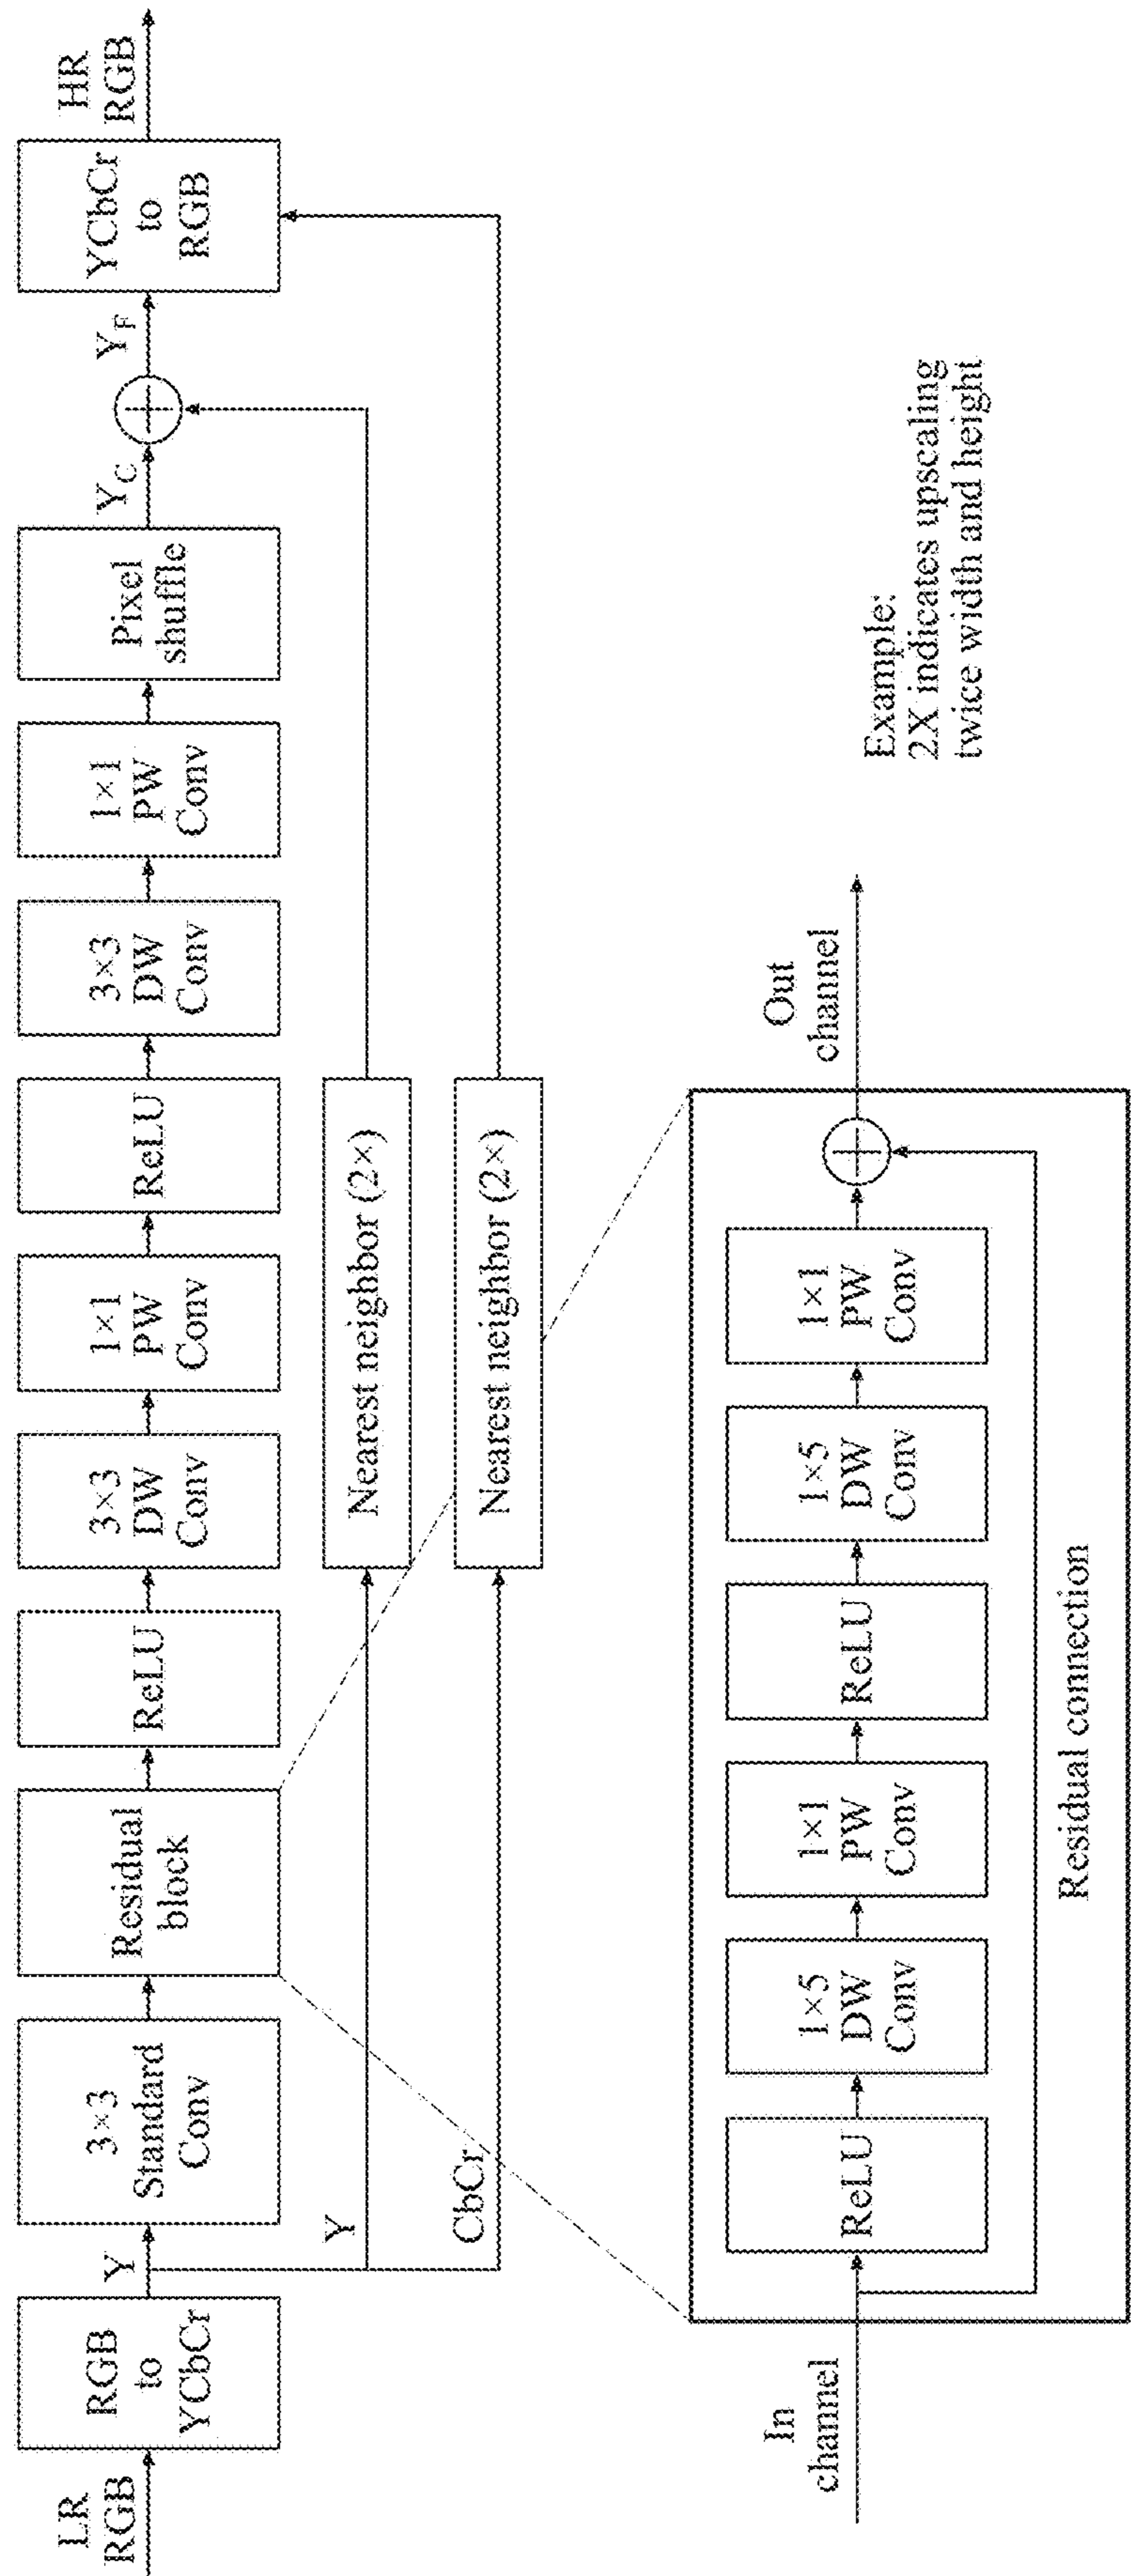 LR
RGB
RGB
to
YCbCr
Y
3×3
Standard
Conv
Residual
block
ReLU
3×3
DW
Conv
1×1
PW
Conv
ReLU
3×3
DW
Conv
1×1
PW
Conv
Pixel
shuffle
Y_C
Y_F
YCbCr
to
RGB
HR
RGB
Y
Nearest neighbor (2×)
CbCr
Nearest neighbor (2×)
In
channel
ReLU
1×5
DW
Conv
1×1
PW
Conv
ReLU
1×5
DW
Conv
1×1
PW
Conv
Out
channel
Residual connection
Example:
2X indicates upscaling
twice width and height